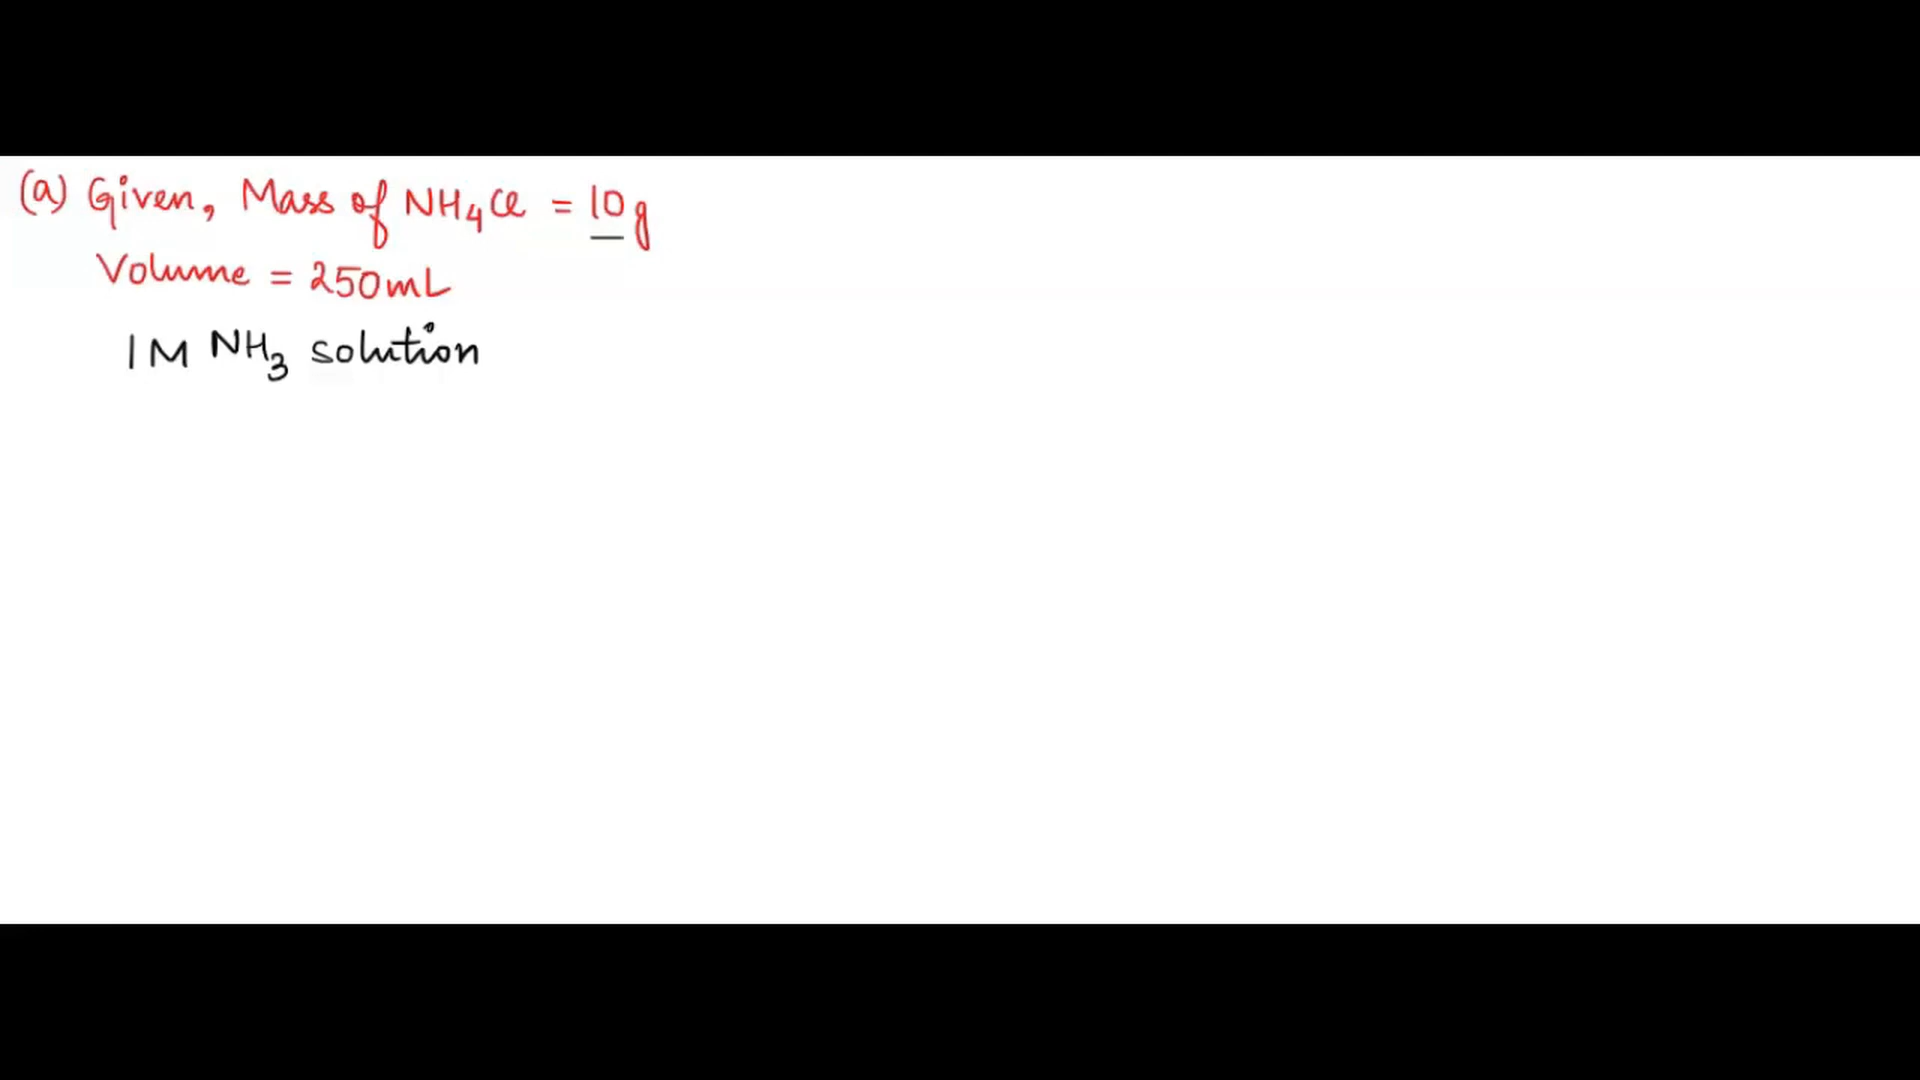 (a) Given, Mass of NH₄Cl = 10g
Volume = 250mL
1M NH₃ solution